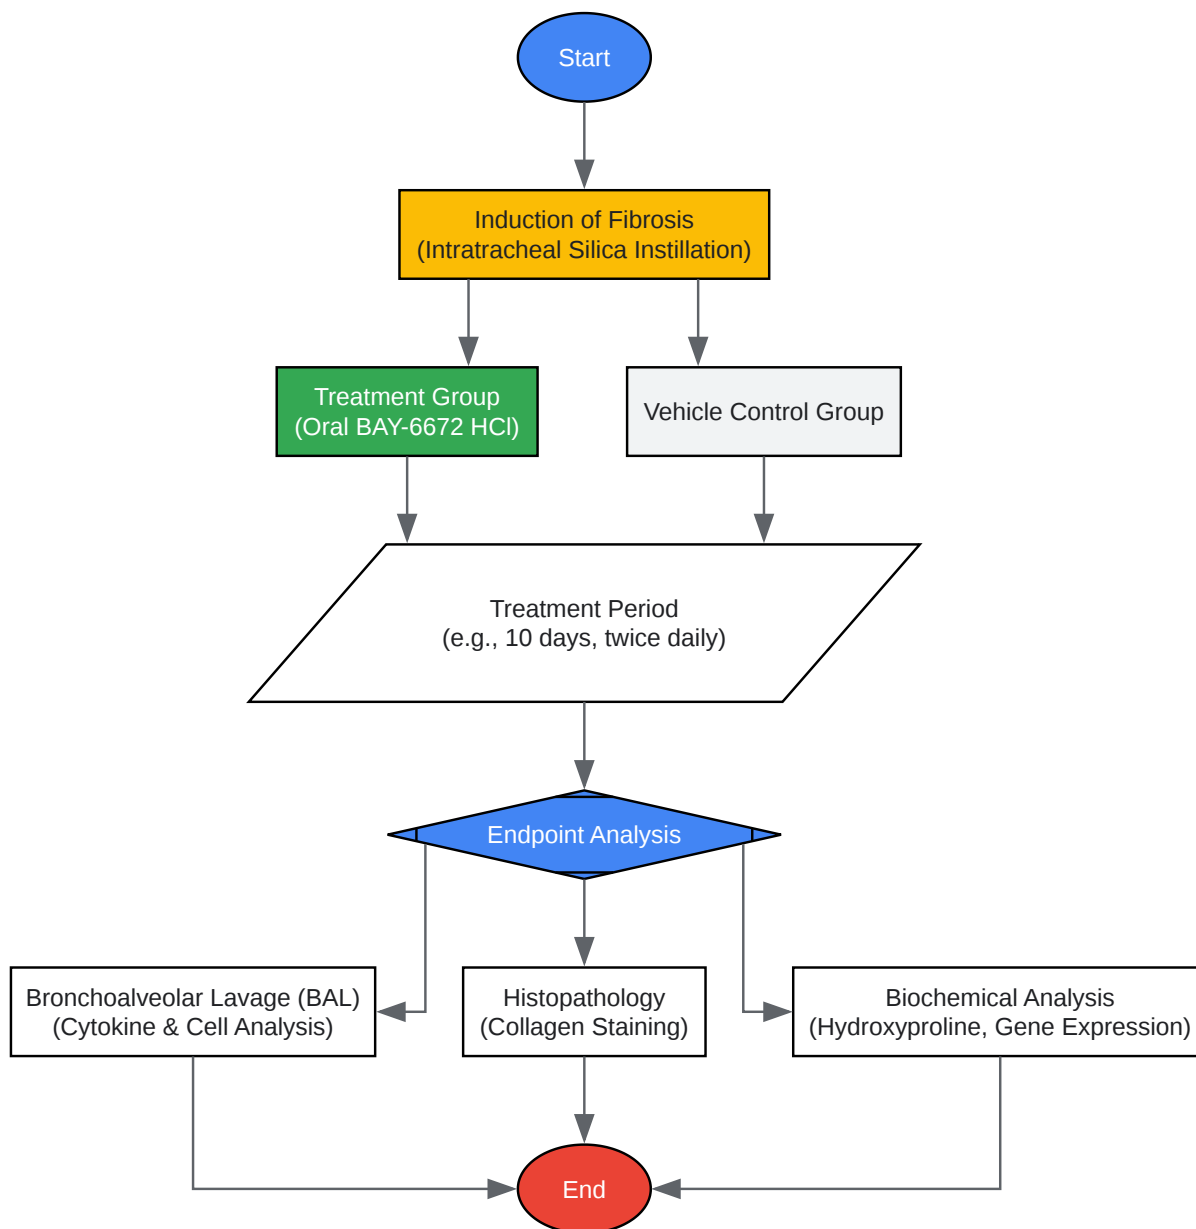 Start
Induction of Fibrosis
(Intratracheal Silica Instillation)
Treatment Group
(Oral BAY-6672 HCl)
Vehicle Control Group
Treatment Period
(e.g., 10 days, twice daily)
Endpoint Analysis
Bronchoalveolar Lavage (BAL)
(Cytokine & Cell Analysis)
Histopathology
(Collagen Staining)
Biochemical Analysis
(Hydroxyproline, Gene Expression)
End